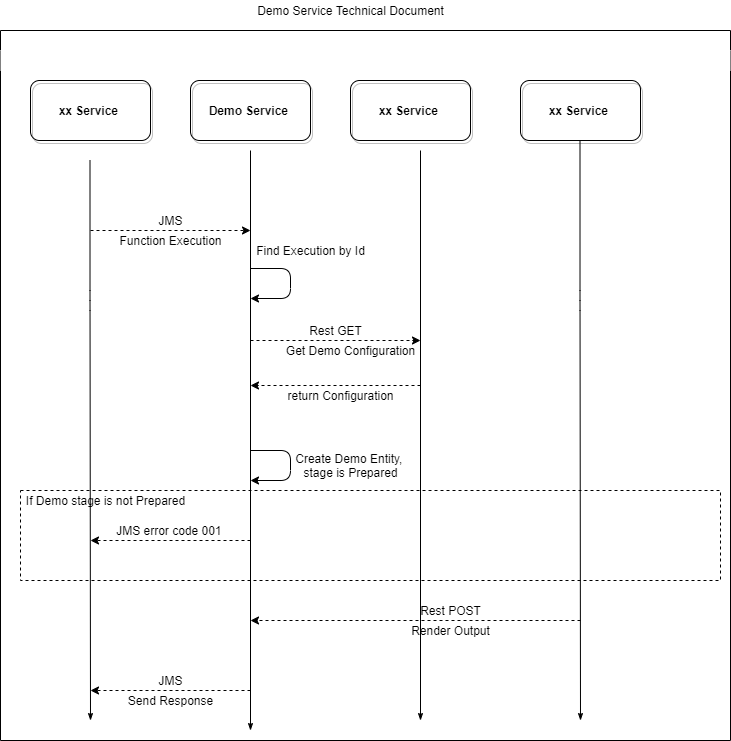 Demo Service Technical Document
xx Service
Demo Service
xx Service
xx Service
JMS
Function Execution
Find Execution by Id
Rest GET
Get Demo Configuration
return Configuration
Create Demo Entity,
stage is Prepared
If Demo stage is not Prepared
JMS error code 001
Rest POST
Render Output
JMS
Send Response